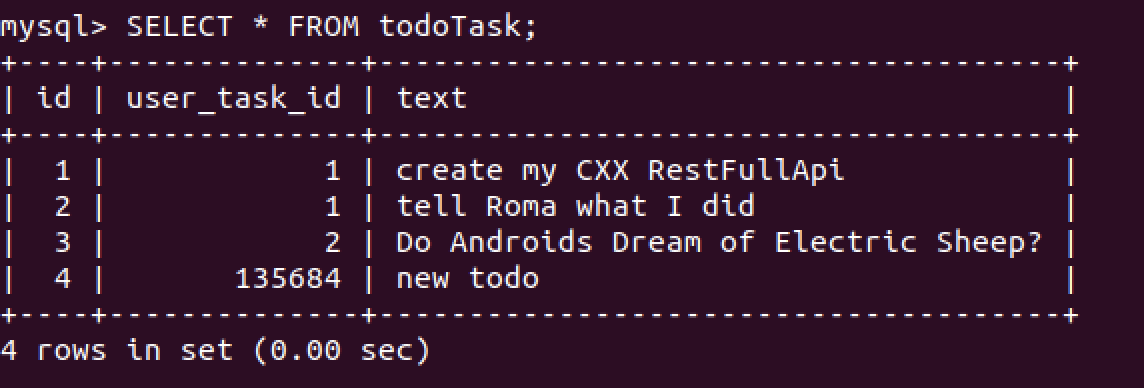 mysql> SELECT * FROM todoTask;
+----+--------------+--------------------------------------+
| id | user_task_id | text                                 |
+----+--------------+--------------------------------------+
|  1 |            1 | create my CXX RestFullApi            |
|  2 |            1 | tell Roma what I did                 |
|  3 |            2 | Do Androids Dream of Electric Sheep? |
|  4 |       135684 | new todo                             |
+----+--------------+--------------------------------------+
4 rows in set (0.00 sec)